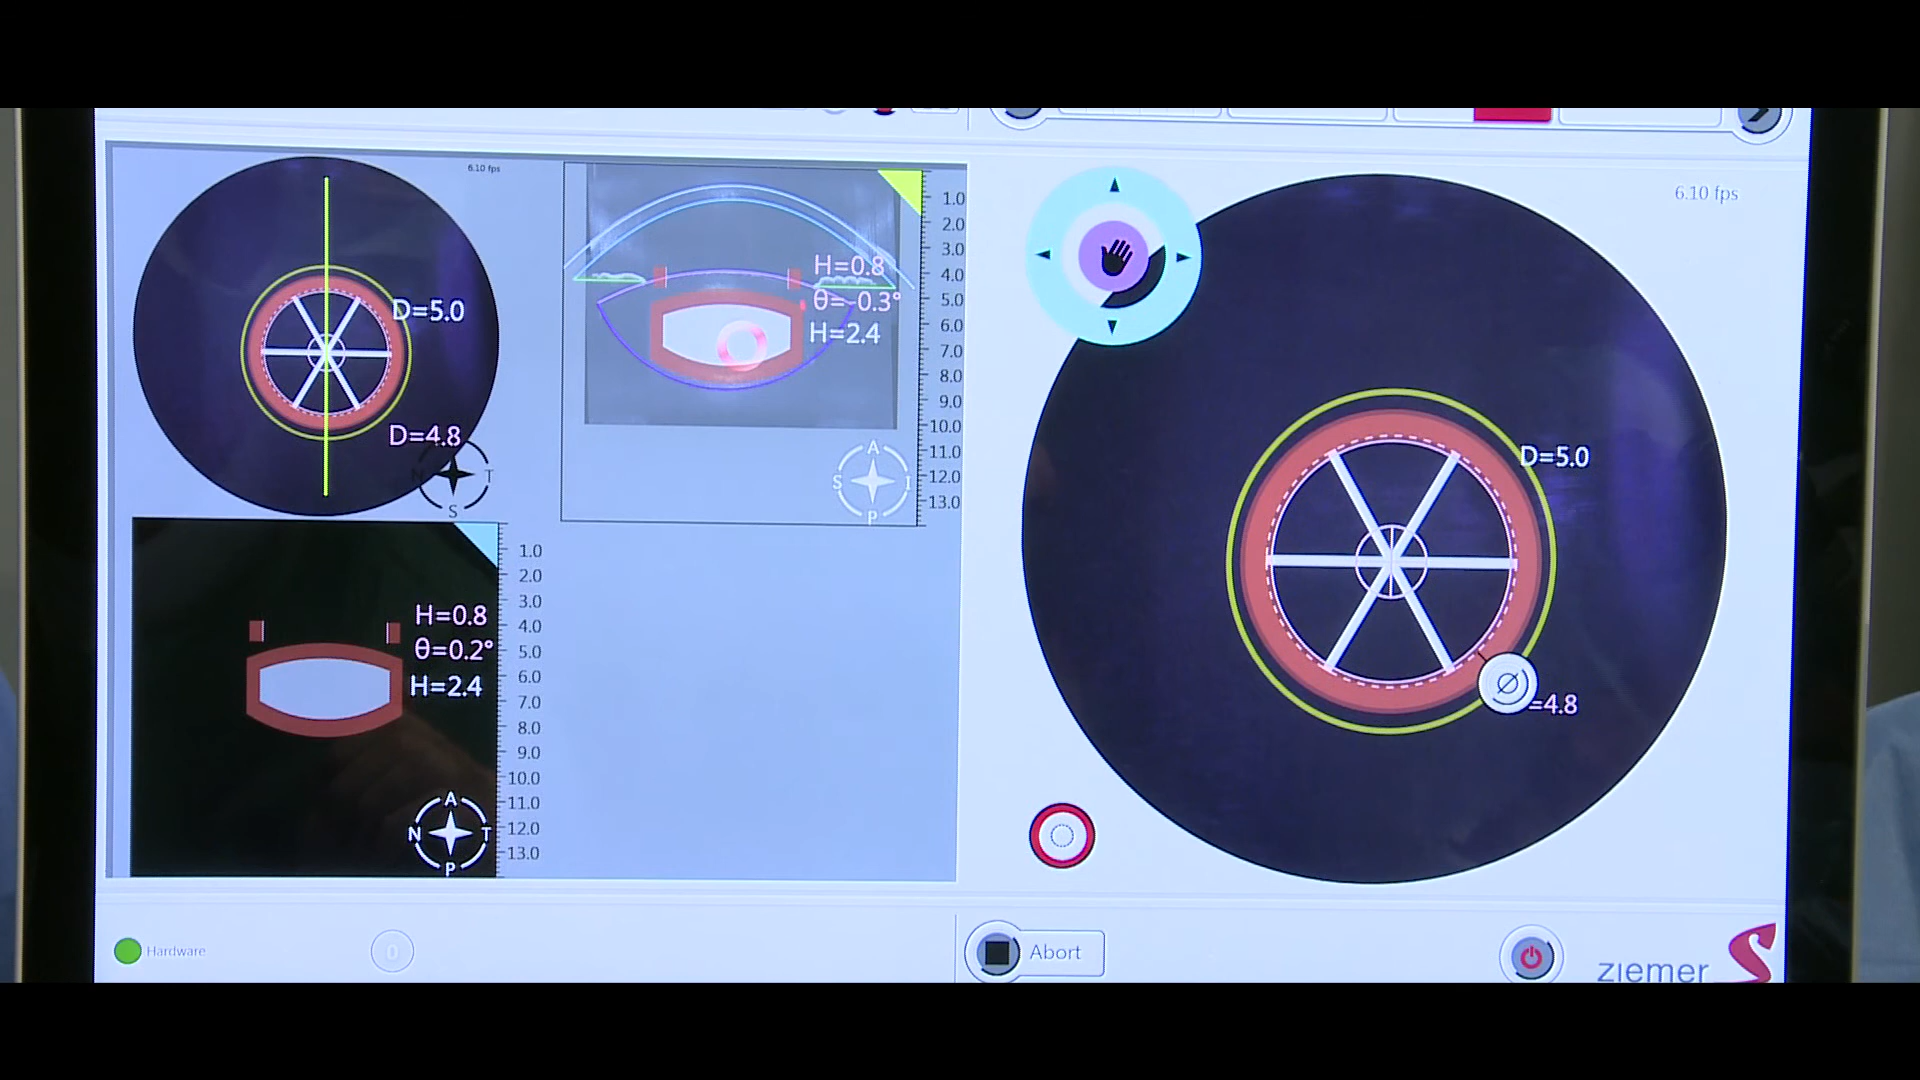 6.10 fps
D=5.0
D=4.8
N
T
S
H=0.8
θ=-0.3°
H=2.4
1.0
2.0
3.0
4.0
5.0
6.0
7.0
8.0
9.0
10.0
11.0
12.0
13.0
A
S
I
P
H=0.8
θ=0.2°
H=2.4
1.0
2.0
3.0
4.0
5.0
6.0
7.0
8.0
9.0
10.0
11.0
12.0
13.0
A
N
T
P
6.10 fps
D=5.0
=4.8
Hardware
0
Abort
ziemer